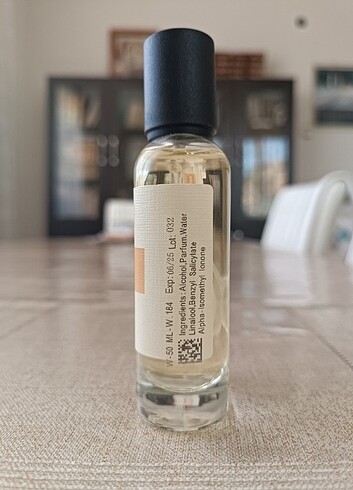 W-50 ML-W.184 Exp:06/25 Lot:032
Ingredients:Alcohol,Parfum,Water
Linalool,Benzyl Salicylate
Alpha-Isomethyl Ionone